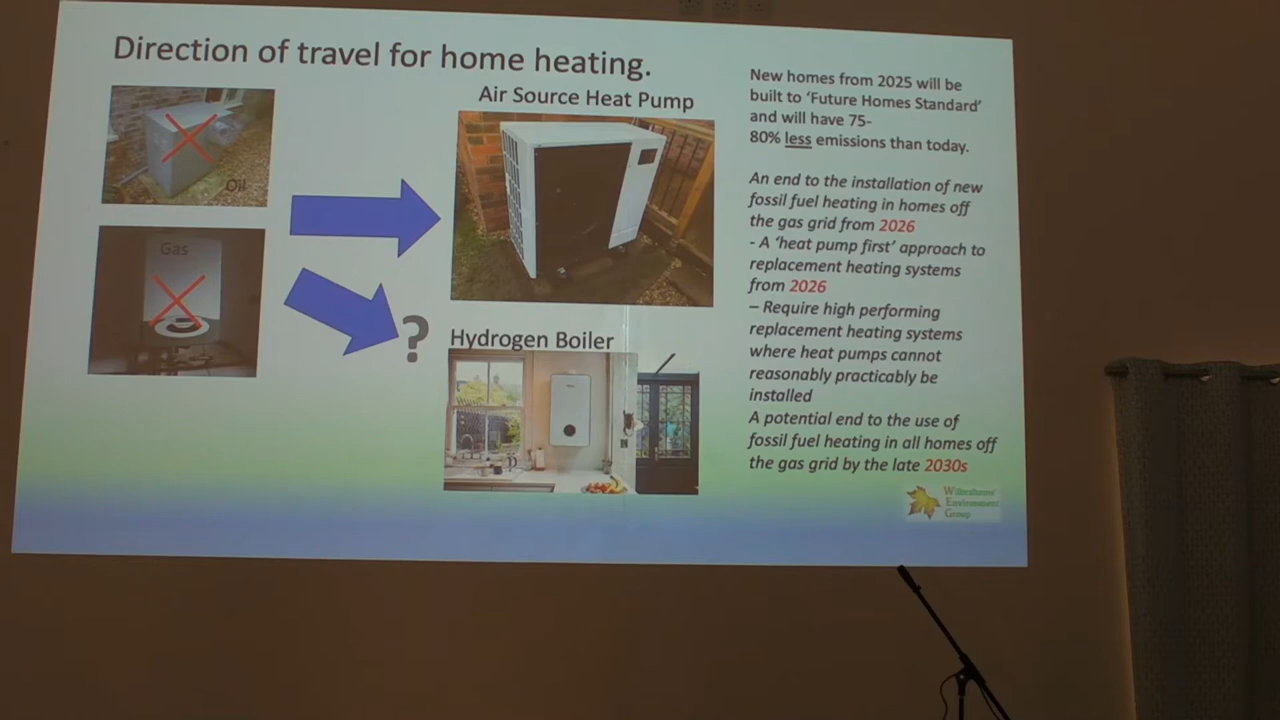 Direction of travel for home heating.
Oil
Gas
Air Source Heat Pump
?
Hydrogen Boiler
New homes from 2025 will be
built to 'Future Homes Standard'
and will have 75-
80% less emissions than today.
An end to the installation of new
fossil fuel heating in homes off
the gas grid from 2026
- A 'heat pump first' approach to
replacement heating systems
from 2026
– Require high performing
replacement heating systems
where heat pumps cannot
reasonably practicably be
installed
A potential end to the use of
fossil fuel heating in all homes off
the gas grid by the late 2030s
Wilbrahams'
Environment
Group